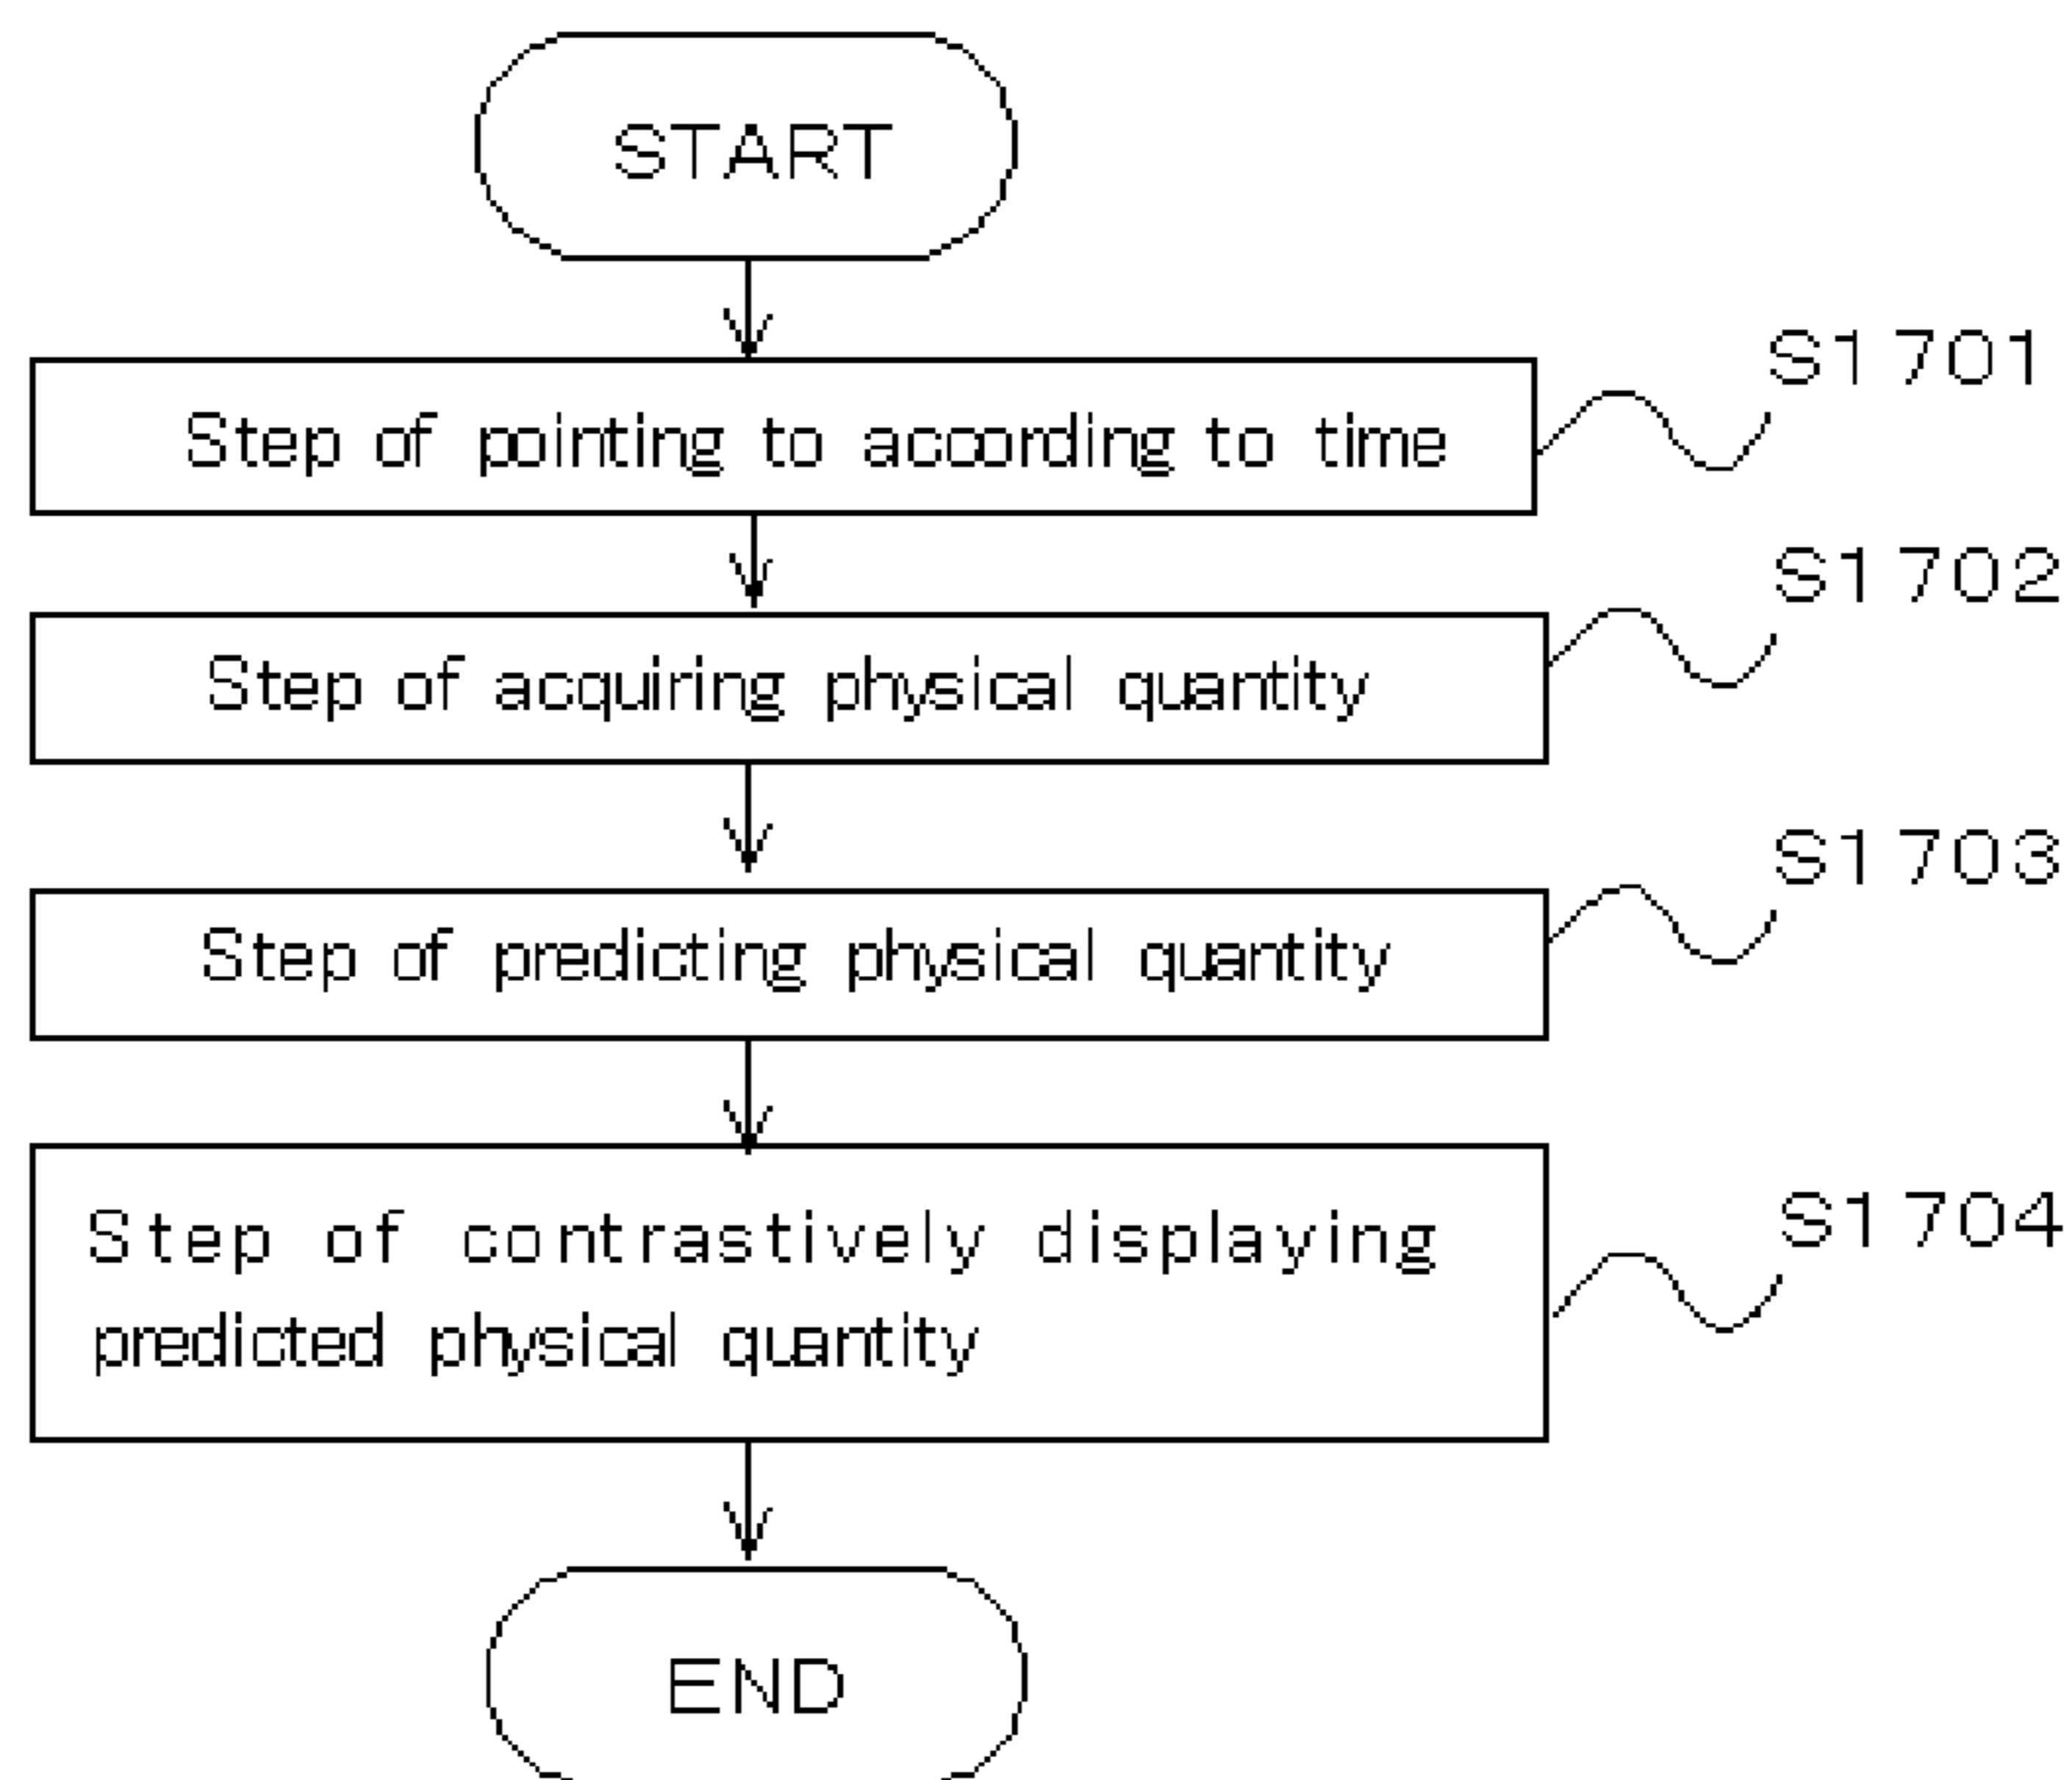 START
S1701
Step of pointing to according to time
S1702
Step of acquiring physical quantity
S1703
Step of predicting physical quantity
S1704
Step of contrastively displaying
predicted physical quantity
END